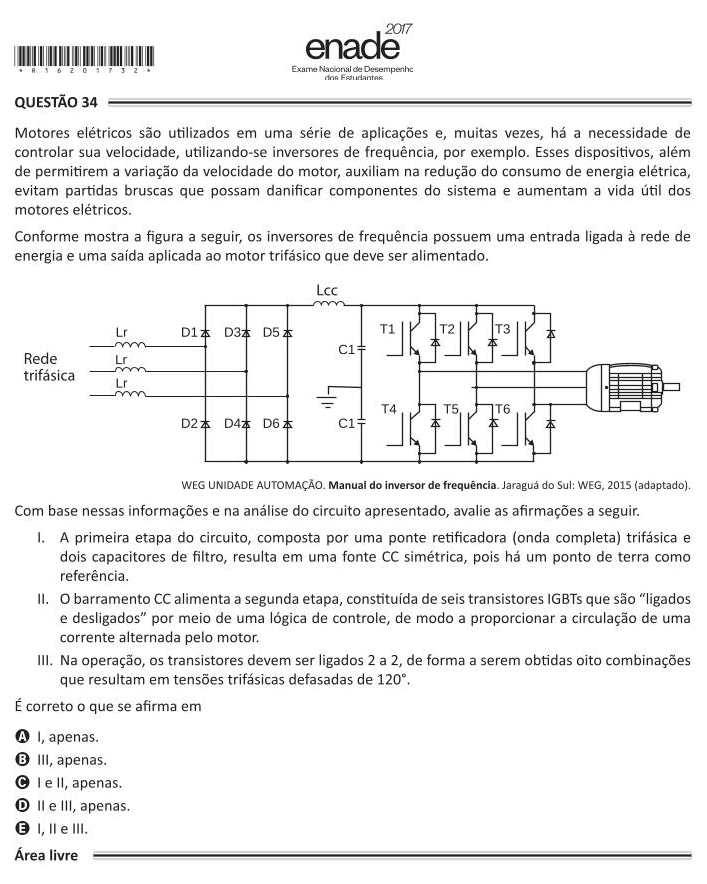 enade 2017
Exame Nacional de Desempenho
dos Estudantes
*R16201732*
QUESTÃO 34
Motores elétricos são utilizados em uma série de aplicações e, muitas vezes, há a necessidade de
controlar sua velocidade, utilizando-se inversores de frequência, por exemplo. Esses dispositivos, além
de permitirem a variação da velocidade do motor, auxiliam na redução do consumo de energia elétrica,
evitam partidas bruscas que possam danificar componentes do sistema e aumentam a vida útil dos
motores elétricos.
Conforme mostra a figura a seguir, os inversores de frequência possuem uma entrada ligada à rede de
energia e uma saída aplicada ao motor trifásico que deve ser alimentado.
Lcc
Lr D1 D3 D5 T1 T2 T3
C1
Rede
trifásica
Lr
Lr
T4 T5 T6
D2 D4 D6 C1
WEG UNIDADE AUTOMAÇÃO. Manual do inversor de frequência. Jaraguá do Sul: WEG, 2015 (adaptado).
Com base nessas informações e na análise do circuito apresentado, avalie as afirmações a seguir.
I. A primeira etapa do circuito, composta por uma ponte retificadora (onda completa) trifásica e
dois capacitores de filtro, resulta em uma fonte CC simétrica, pois há um ponto de terra como
referência.
II. O barramento CC alimenta a segunda etapa, constituída de seis transistores IGBTs que são “ligados
e desligados” por meio de uma lógica de controle, de modo a proporcionar a circulação de uma
corrente alternada pelo motor.
III. Na operação, os transistores devem ser ligados 2 a 2, de forma a serem obtidas oito combinações
que resultam em tensões trifásicas defasadas de 120°.
É correto o que se afirma em
A I, apenas.
B III, apenas.
C I e II, apenas.
D II e III, apenas.
E I, II e III.
Área livre